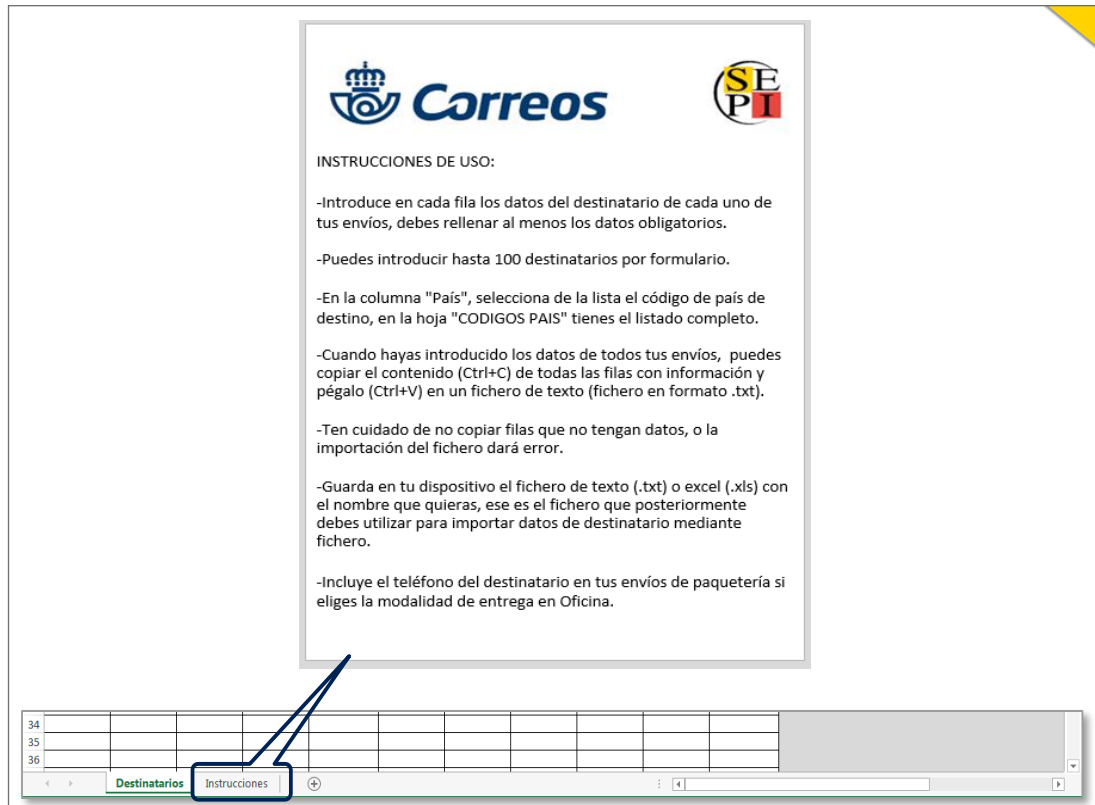 Correos
SE
PI
INSTRUCCIONES DE USO:
-Introduce en cada fila los datos del destinatario de cada uno de
tus envíos, debes rellenar al menos los datos obligatorios.
-Puedes introducir hasta 100 destinatarios por formulario.
-En la columna "País", selecciona de la lista el código de país de
destino, en la hoja "CODIGOS PAIS" tienes el listado completo.
-Cuando hayas introducido los datos de todos tus envíos, puedes
copiar el contenido (Ctrl+C) de todas las filas con información y
pégalo (Ctrl+V) en un fichero de texto (fichero en formato .txt).
-Ten cuidado de no copiar filas que no tengan datos, o la
importación del fichero dará error.
-Guarda en tu dispositivo el fichero de texto (.txt) o excel (.xls) con
el nombre que quieras, ese es el fichero que posteriormente
debes utilizar para importar datos de destinatario mediante
fichero.
-Incluye el teléfono del destinatario en tus envíos de paquetería si
eliges la modalidad de entrega en Oficina.
34
35
36
Destinatarios Instrucciones